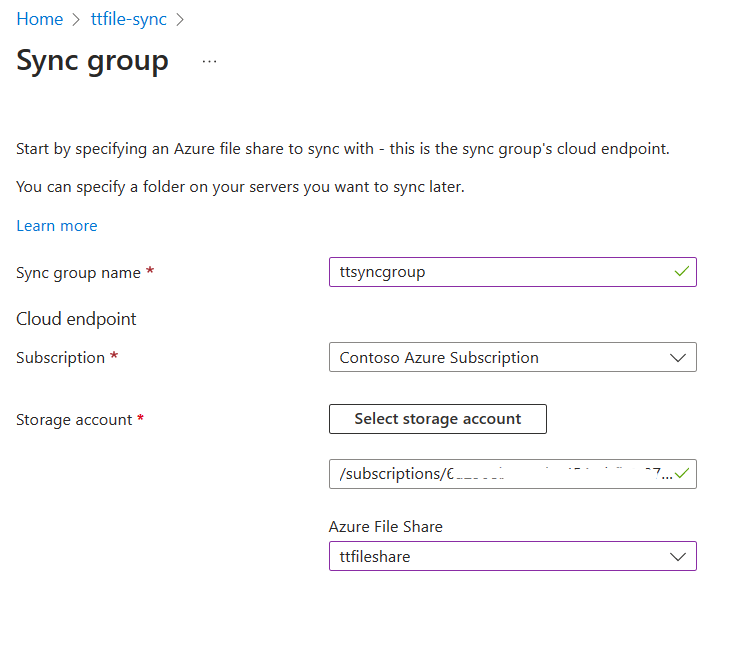 Home > ttfile-sync >
Sync group ...
Start by specifying an Azure file share to sync with - this is the sync group's cloud endpoint.
You can specify a folder on your servers you want to sync later.
Learn more
Sync group name *
ttsyncgroup
Cloud endpoint
Subscription *
Contoso Azure Subscription
Storage account *
Select storage account
/subscriptions/
Azure File Share
ttfileshare